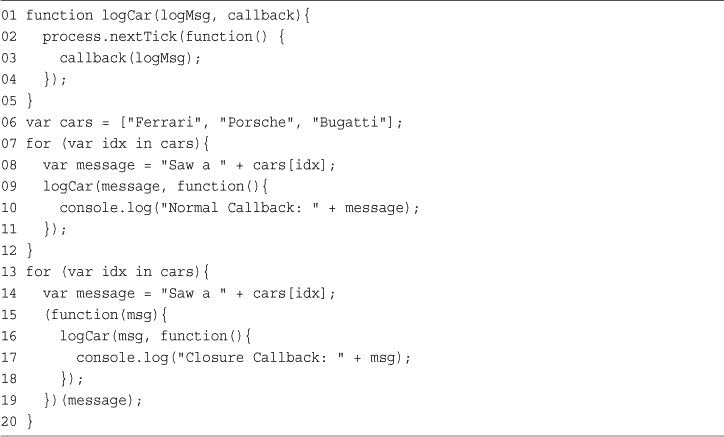 01 function logCar(logMsg, callback){
02   process.nextTick(function() {
03     callback(logMsg);
04   });
05 }
06 var cars = ["Ferrari", "Porsche", "Bugatti"];
07 for (var idx in cars){
08   var message = "Saw a " + cars[idx];
09   logCar(message, function(){
10     console.log("Normal Callback: " + message);
11   });
12 }
13 for (var idx in cars){
14   var message = "Saw a " + cars[idx];
15   (function(msg){
16     logCar(msg, function(){
17       console.log("Closure Callback: " + msg);
18     });
19   })(message);
20 }